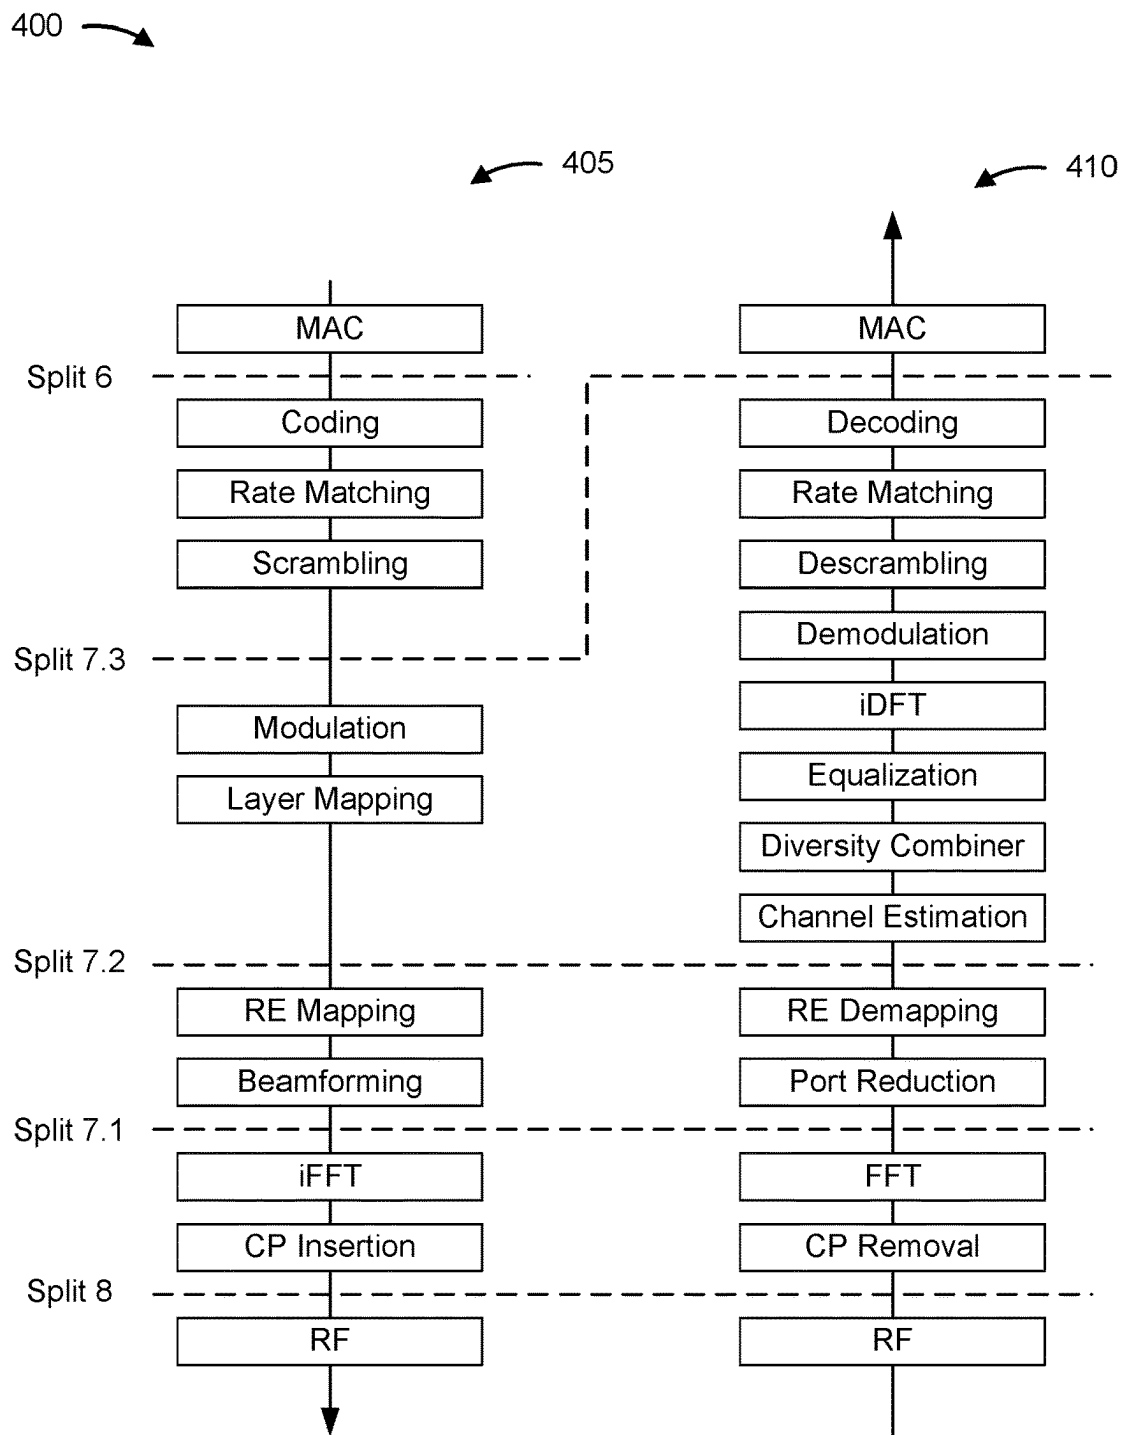 400
405
410
MAC
MAC
Split 6
Coding
Decoding
Rate Matching
Rate Matching
Scrambling
Descrambling
Demodulation
Split 7.3
iDFT
Modulation
Equalization
Layer Mapping
Diversity Combiner
Channel Estimation
Split 7.2
RE Mapping
RE Demapping
Beamforming
Port Reduction
Split 7.1
iFFT
FFT
CP Insertion
CP Removal
Split 8
RF
RF